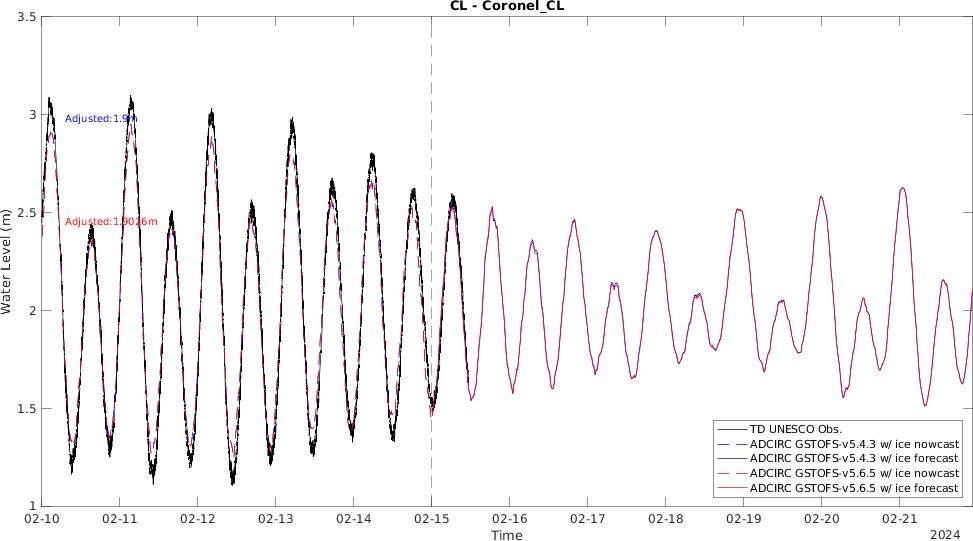 CL - Coronel_CL
3.5
3
2.5
2
1.5
1
Water Level (m)
Adjusted:1.9m
Adjusted:1.9026m
TD UNESCO Obs.
ADCIRC GSTOFS-v5.4.3 w/ ice nowcast
ADCIRC GSTOFS-v5.4.3 w/ ice forecast
ADCIRC GSTOFS-v5.6.5 w/ ice nowcast
ADCIRC GSTOFS-v5.6.5 w/ ice forecast
02-10 02-11 02-12 02-13 02-14 02-15 02-16 02-17 02-18 02-19 02-20 02-21
Time
2024